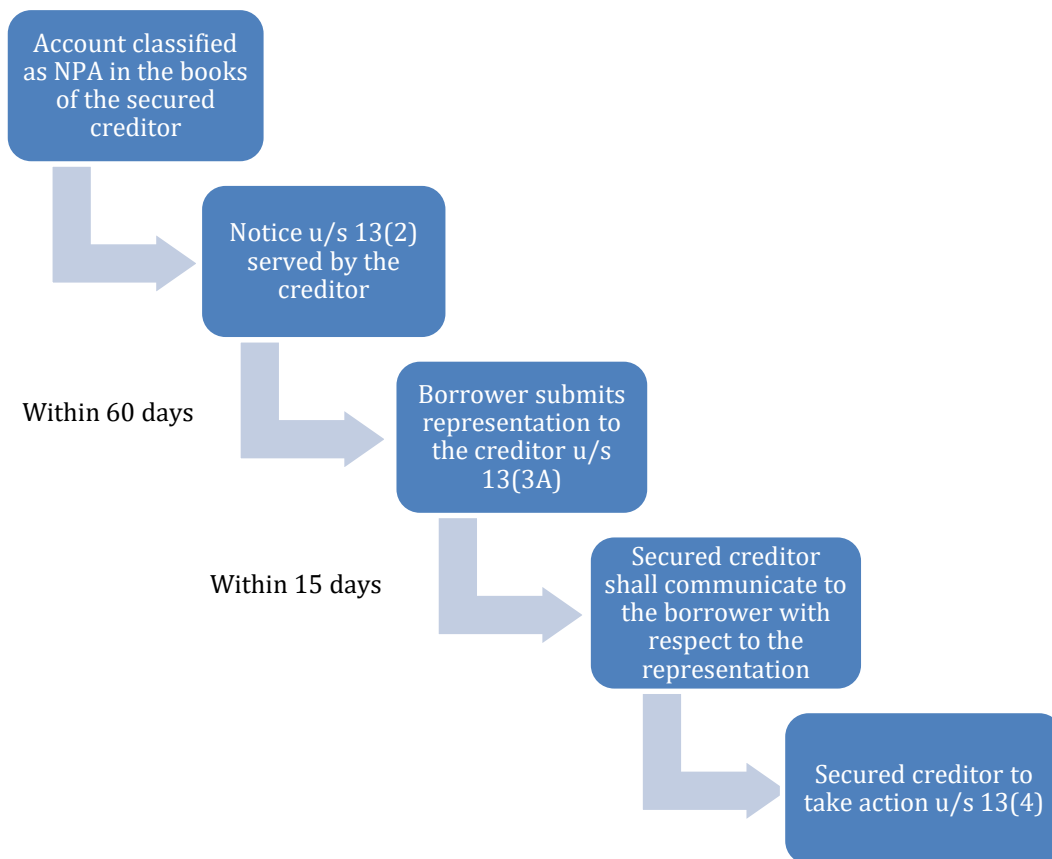 Account classified
as NPA in the books
of the secured
creditor
Notice u/s 13(2)
served by the
creditor
Within 60 days
Borrower submits
representation to
the creditor u/s
13(3A)
Within 15 days
Secured creditor
shall communicate to
the borrower with
respect to the
representation
Secured creditor to
take action u/s 13(4)